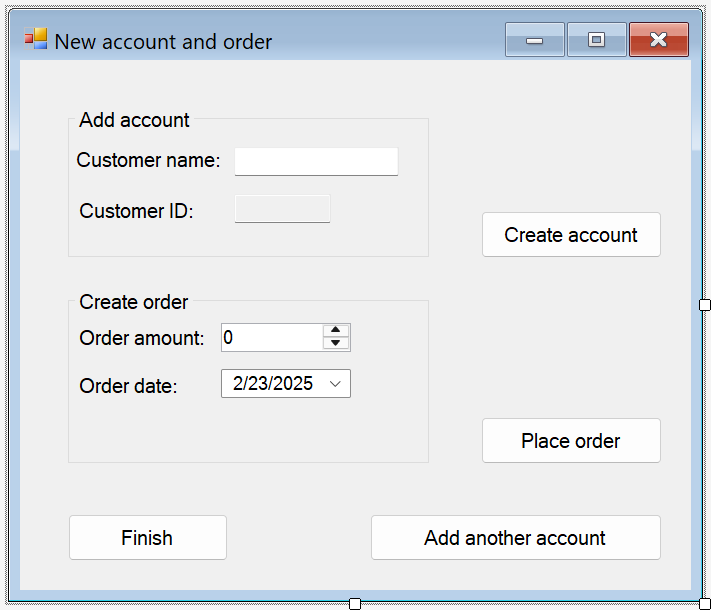 New account and order
Add account
Customer name:
Customer ID:
Create account
Create order
Order amount: 0
Order date: 2/23/2025
Place order
Finish
Add another account